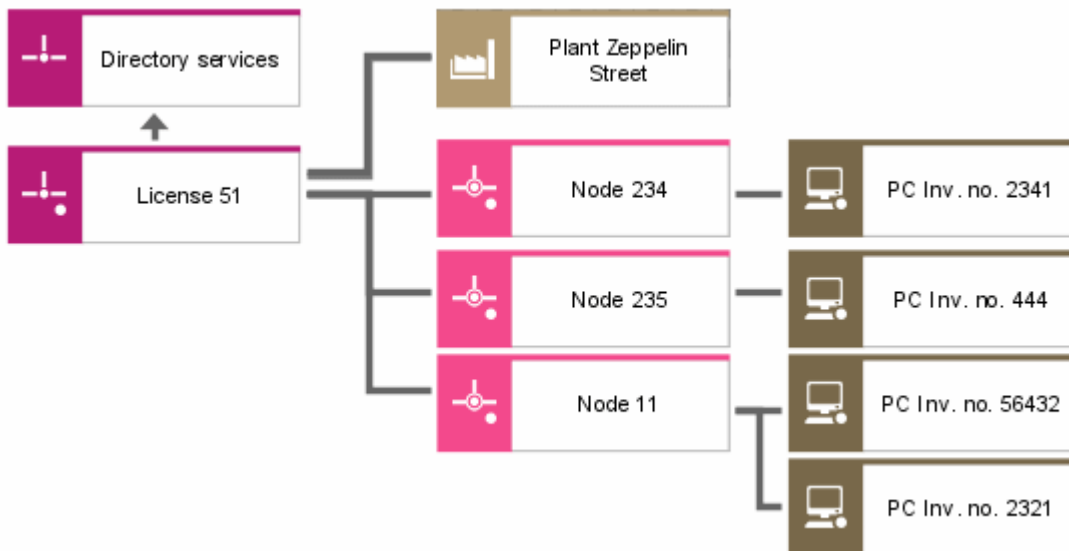 Directory services
Plant Zeppelin
Street
License 51
Node 234
PC Inv. no. 2341
Node 235
PC Inv. no. 444
Node 11
PC Inv. no. 56432
PC Inv. no. 2321